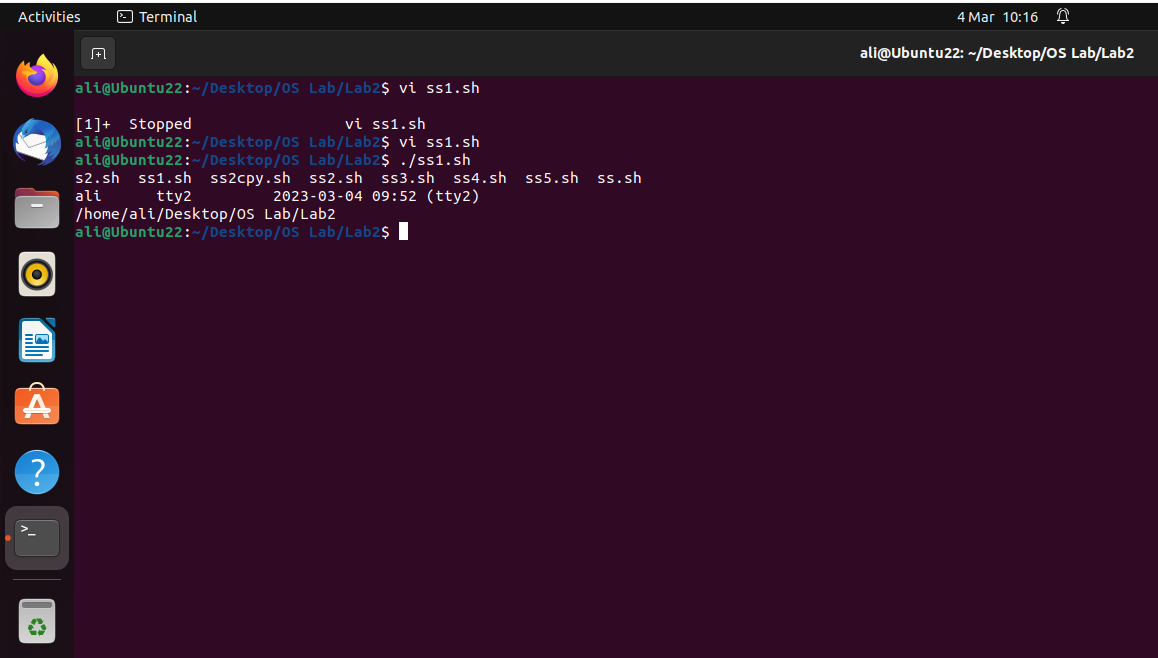 Activities Terminal 4 Mar 10:16
ali@Ubuntu22: ~/Desktop/OS Lab/Lab2
ali@Ubuntu22:~/Desktop/OS Lab/Lab2$ vi ss1.sh
[1]+  Stopped                 vi ss1.sh
ali@Ubuntu22:~/Desktop/OS Lab/Lab2$ vi ss1.sh
ali@Ubuntu22:~/Desktop/OS Lab/Lab2$ ./ss1.sh
s2.sh  ss1.sh  ss2cpy.sh  ss2.sh  ss3.sh  ss4.sh  ss5.sh  ss.sh
ali      tty2         2023-03-04 09:52 (tty2)
/home/ali/Desktop/OS Lab/Lab2
ali@Ubuntu22:~/Desktop/OS Lab/Lab2$